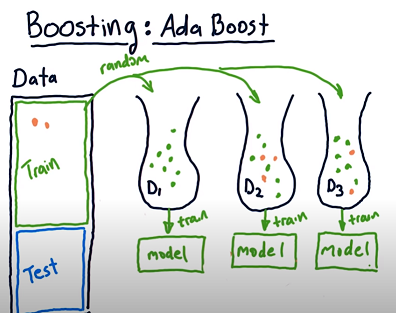 Boosting: Ada Boost
Data
random
Train
Test
D1
D2
D3
train
train
train
model
model
model